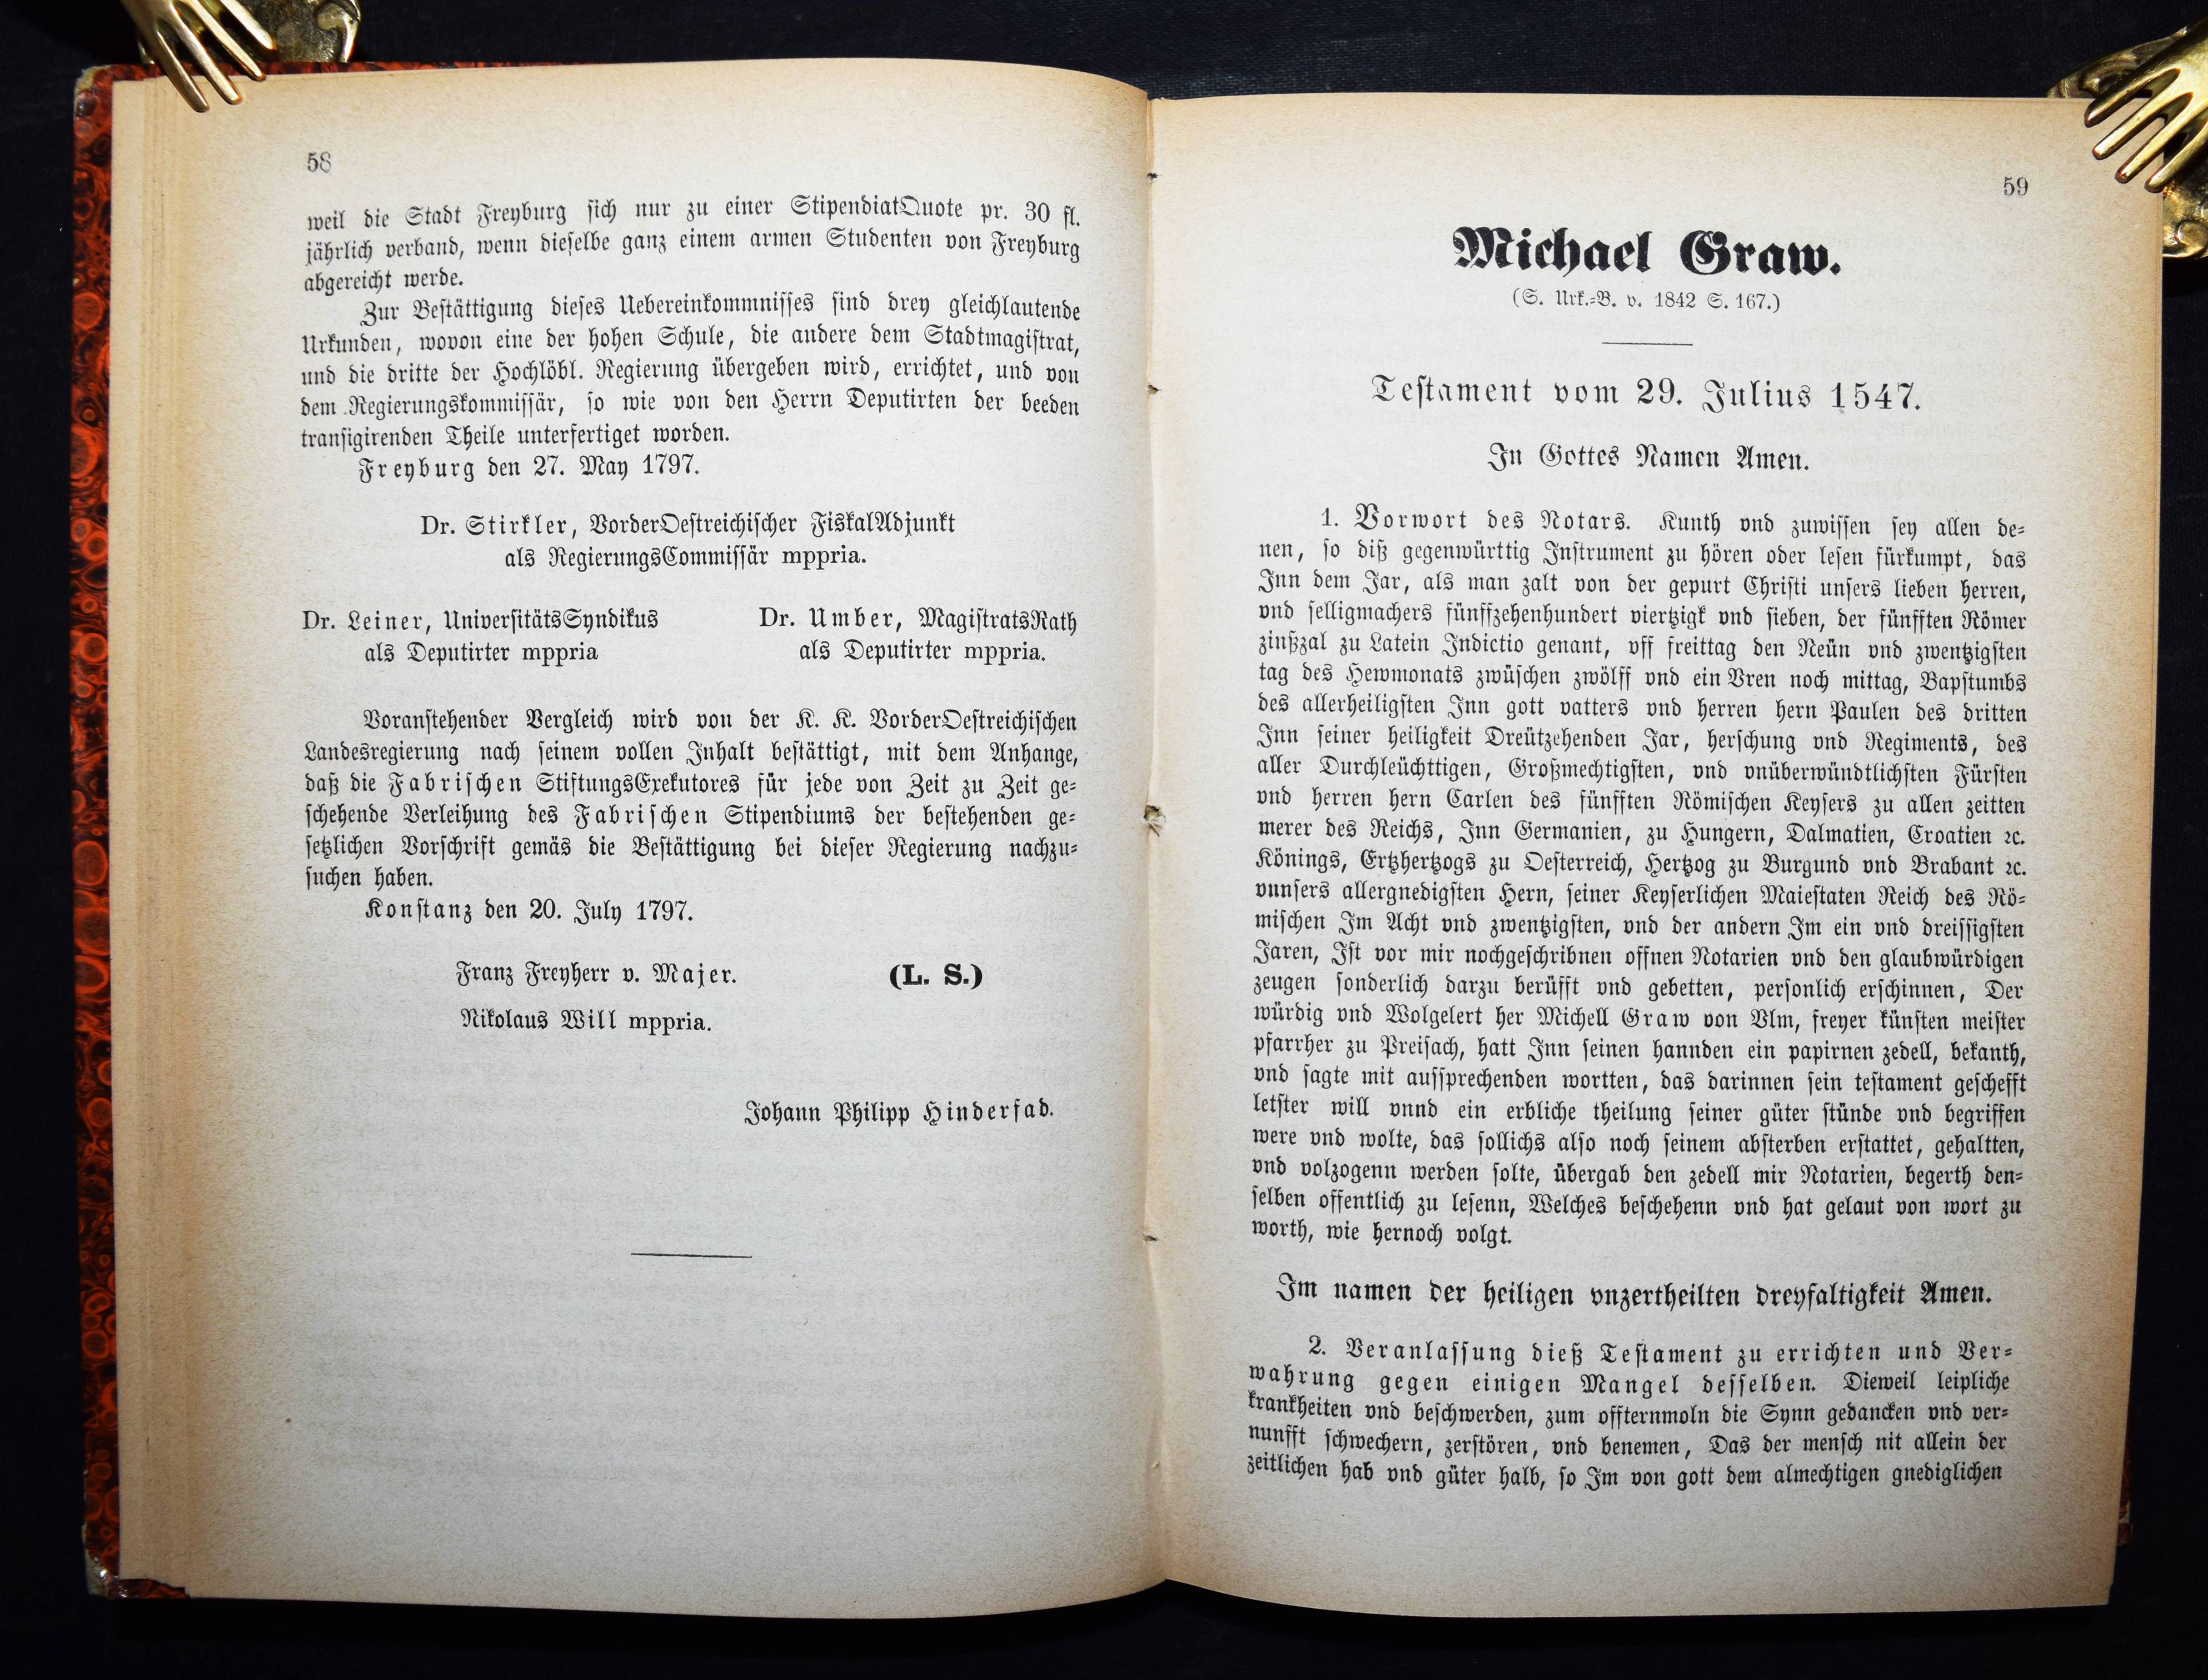 58
weil die Stadt Freyburg sich nur zu einer StipendiatQuote pr. 30 fl.
jährlich verband, wenn dieselbe ganz einem armen Studenten von Freyburg
abgereicht werde.
Zur Bestättigung dieses Uebereinkommnisses sind drey gleichlautende
Urkunden, wovon eine der hohen Schule, die andere dem Stadtmagistrat,
und die dritte der Hochlöbl. Regierung übergeben wird, errichtet, und von
dem Regierungskommissär, so wie von den Herrn Deputirten der beeden
transigirenden Theile unterfertiget worden.
Freyburg den 27. May 1797.
Dr. Stirkler, VorderOestreichischer FiskalAdjunkt
als RegierungsCommissär mppria.
Dr. Leiner, UniversitätsSyndikus
als Deputirter mppria
Dr. Umber, MagistratsRath
als Deputirter mppria.
Voranstehender Vergleich wird von der K. K. VorderOestreichischen
Landesregierung nach seinem vollen Inhalt bestättigt, mit dem Anhange,
daß die Fabrischen StiftungsExekutores für jede von Zeit zu Zeit ge-
schehende Verleihung des Fabrischen Stipendiums der bestehenden ge-
setzlichen Vorschrift gemäs die Bestättigung bei dieser Regierung nachzu-
suchen haben.
Konstanz den 20. July 1797.
Franz Freyherr v. Majer. (L. S.)
Nikolaus Will mppria.
Johann Philipp Hinderfad.
59
Michael Graw.
(S. Urk.-B. v. 1842 S. 167.)
Testament vom 29. Julius 1547.
In Gottes Namen Amen.
1. Vorwort des Notars. Kunth vnd zuwissen sey allen de-
nen, so diß gegenwürttig Instrument zu hören oder lesen fürkumpt, das
Inn dem Jar, als man zalt von der gepurt Christi unsers lieben herren,
vnd selligmachers fünffzehenhundert viertzigk vnd sieben, der fünfften Römer
zinßzal zu Latein Indictio genant, vff freittag den Neün vnd zwentzigsten
tag des Hewmonats zwüschen zwölff vnd ein Vren noch mittag, Bapstumbs
des allerheiligsten Inn gott vatters vnd herren hern Paulen des dritten
Inn seiner heiligkeit Dreützehenden Jar, herschung vnd Regiments, des
aller Durchleüchttigen, Großmechtigsten, vnd vnüberwündtlichsten Fürsten
vnd herren hern Carlen des fünfften Römischen Keysers zu allen zeitten
merer des Reichs, Inn Germanien, zu Hungern, Dalmatien, Croatien ꝛc.
Königs, Ertzhertzogs zu Oesterreich, Hertzog zu Burgund vnd Brabant ꝛc.
vnnsers allergnedigsten Hern, seiner Keyserlichen Maiestaten Reich des Rö-
mischen Im Acht vnd zwentzigsten, vnd der andern Im ein vnd dreissigsten
Jaren, Ist vor mir nochgeschribnen offnen Notarien vnd den glaubwürdigen
zeugen sonderlich darzu berüfft vnd gebetten, personlich erschinnen, Der
würdig vnd Wolgelert her Michell Graw von Vlm, freyer künsten meister
pfarrher zu Preisach, hatt Inn seinen hannden ein papirnen zedell, bekanth,
vnd sagte mit aussprechenden wortten, das darinnen sein testament geschefft
letster will vnnd ein erbliche theilung seiner güter stünde vnd begriffen
were vnd wolte, das sollichs also noch seinem absterben erstattet, gehaltten,
vnd volzogenn werden solte, übergab den zedell mir Notarien, begerth den-
selben offentlich zu lesenn, Welches beschehenn vnd hat gelaut von wort zu
worth, wie hernoch volgt.
Im namen der heiligen vnzertheilten dreyfaltigkeit Amen.
2. Veranlassung dieß Testament zu errichten und Ver-
wahrung gegen einigen Mangel desselben. Dieweil leipliche
krankheiten vnd beschwerden, zum offternmoln die Synn gedancken vnd ver-
nunfft schwechern, zerstören, vnd benemen, Das der mensch nit allein der
zeitlichen hab vnd güter halb, so Im von gott dem almechtigen gnediglichen